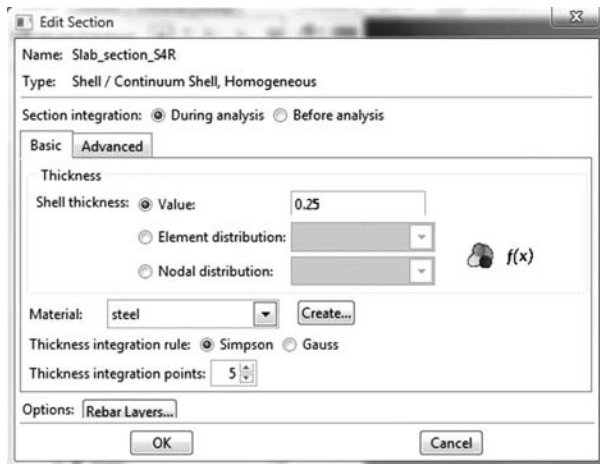 Edit Section
Name: Slab_section_S4R
Type: Shell / Continuum Shell, Homogeneous
Section integration: During analysis Before analysis
Basic Advanced
Thickness
Shell thickness: Value: 0.25
Element distribution:
f(x)
Nodal distribution:
Material: steel Create...
Thickness integration rule: Simpson Gauss
Thickness integration points: 5
Options: Rebar Layers...
OK Cancel